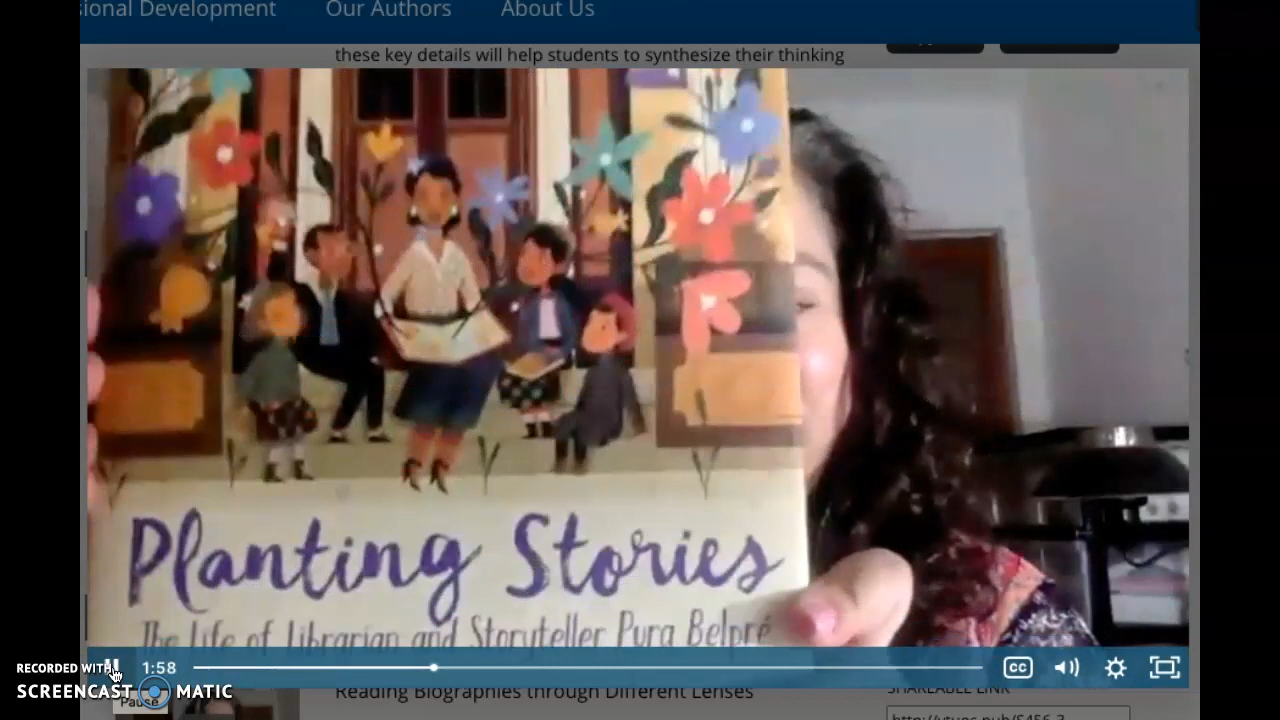 sional Development Our Authors About Us
these key details will help students to synthesize their thinking
Planting Stories
The Life of Librarian and Storyteller Pura Belpré
1:58
CC
RECORDED WITH
SCREENCAST MATIC
Pause
Reading Biographies through Different Lenses
SHAREABLE LINK